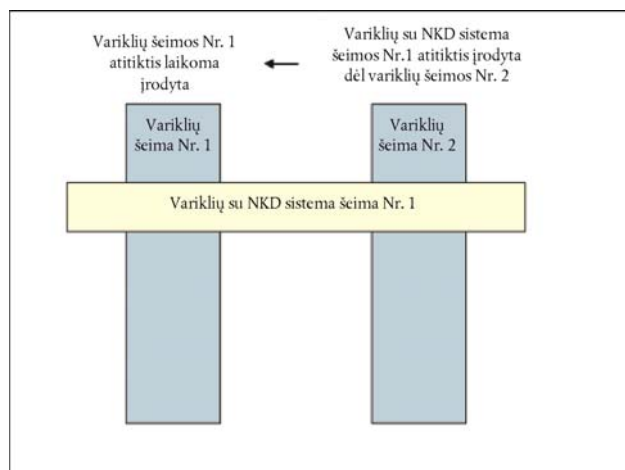 Variklių šeimos Nr. 1
atitiktis laikoma
įrodyta
Variklių su NKD sistema
šeimos Nr.1 atitiktis įrodyta
dėl variklių šeimos Nr. 2
Variklių
šeima Nr. 1
Variklių
šeima Nr. 2
Variklių su NKD sistema šeima Nr. 1